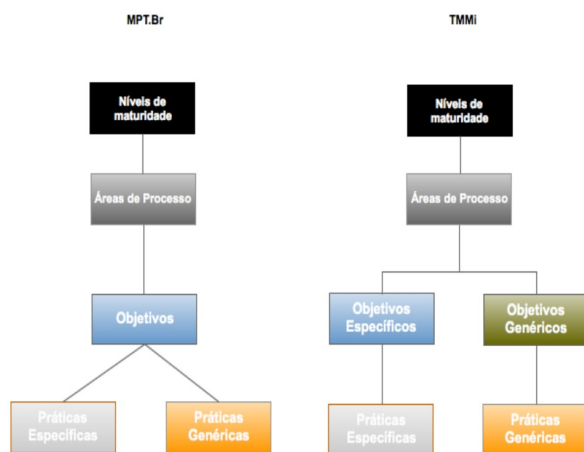 MPT.Br
TMMi
Níveis de
maturidade
Níveis de
maturidade
Áreas de Processo
Áreas de Processo
Objetivos
Objetivos
Específicos
Objetivos
Genéricos
Práticas
Específicas
Práticas
Genéricas
Práticas
Específicas
Práticas
Genéricas